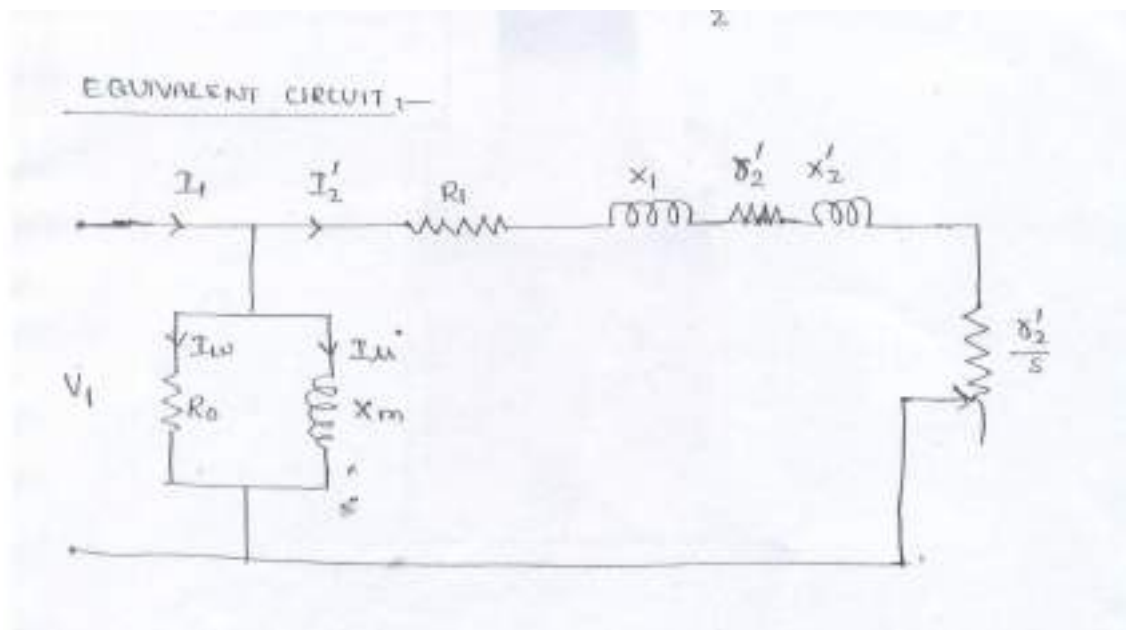 2
EQUIVALENT CIRCUIT :—
I1 I2' R1 X1 r2' X2'
V1 Iw R0 Iμ Xm r2'/s